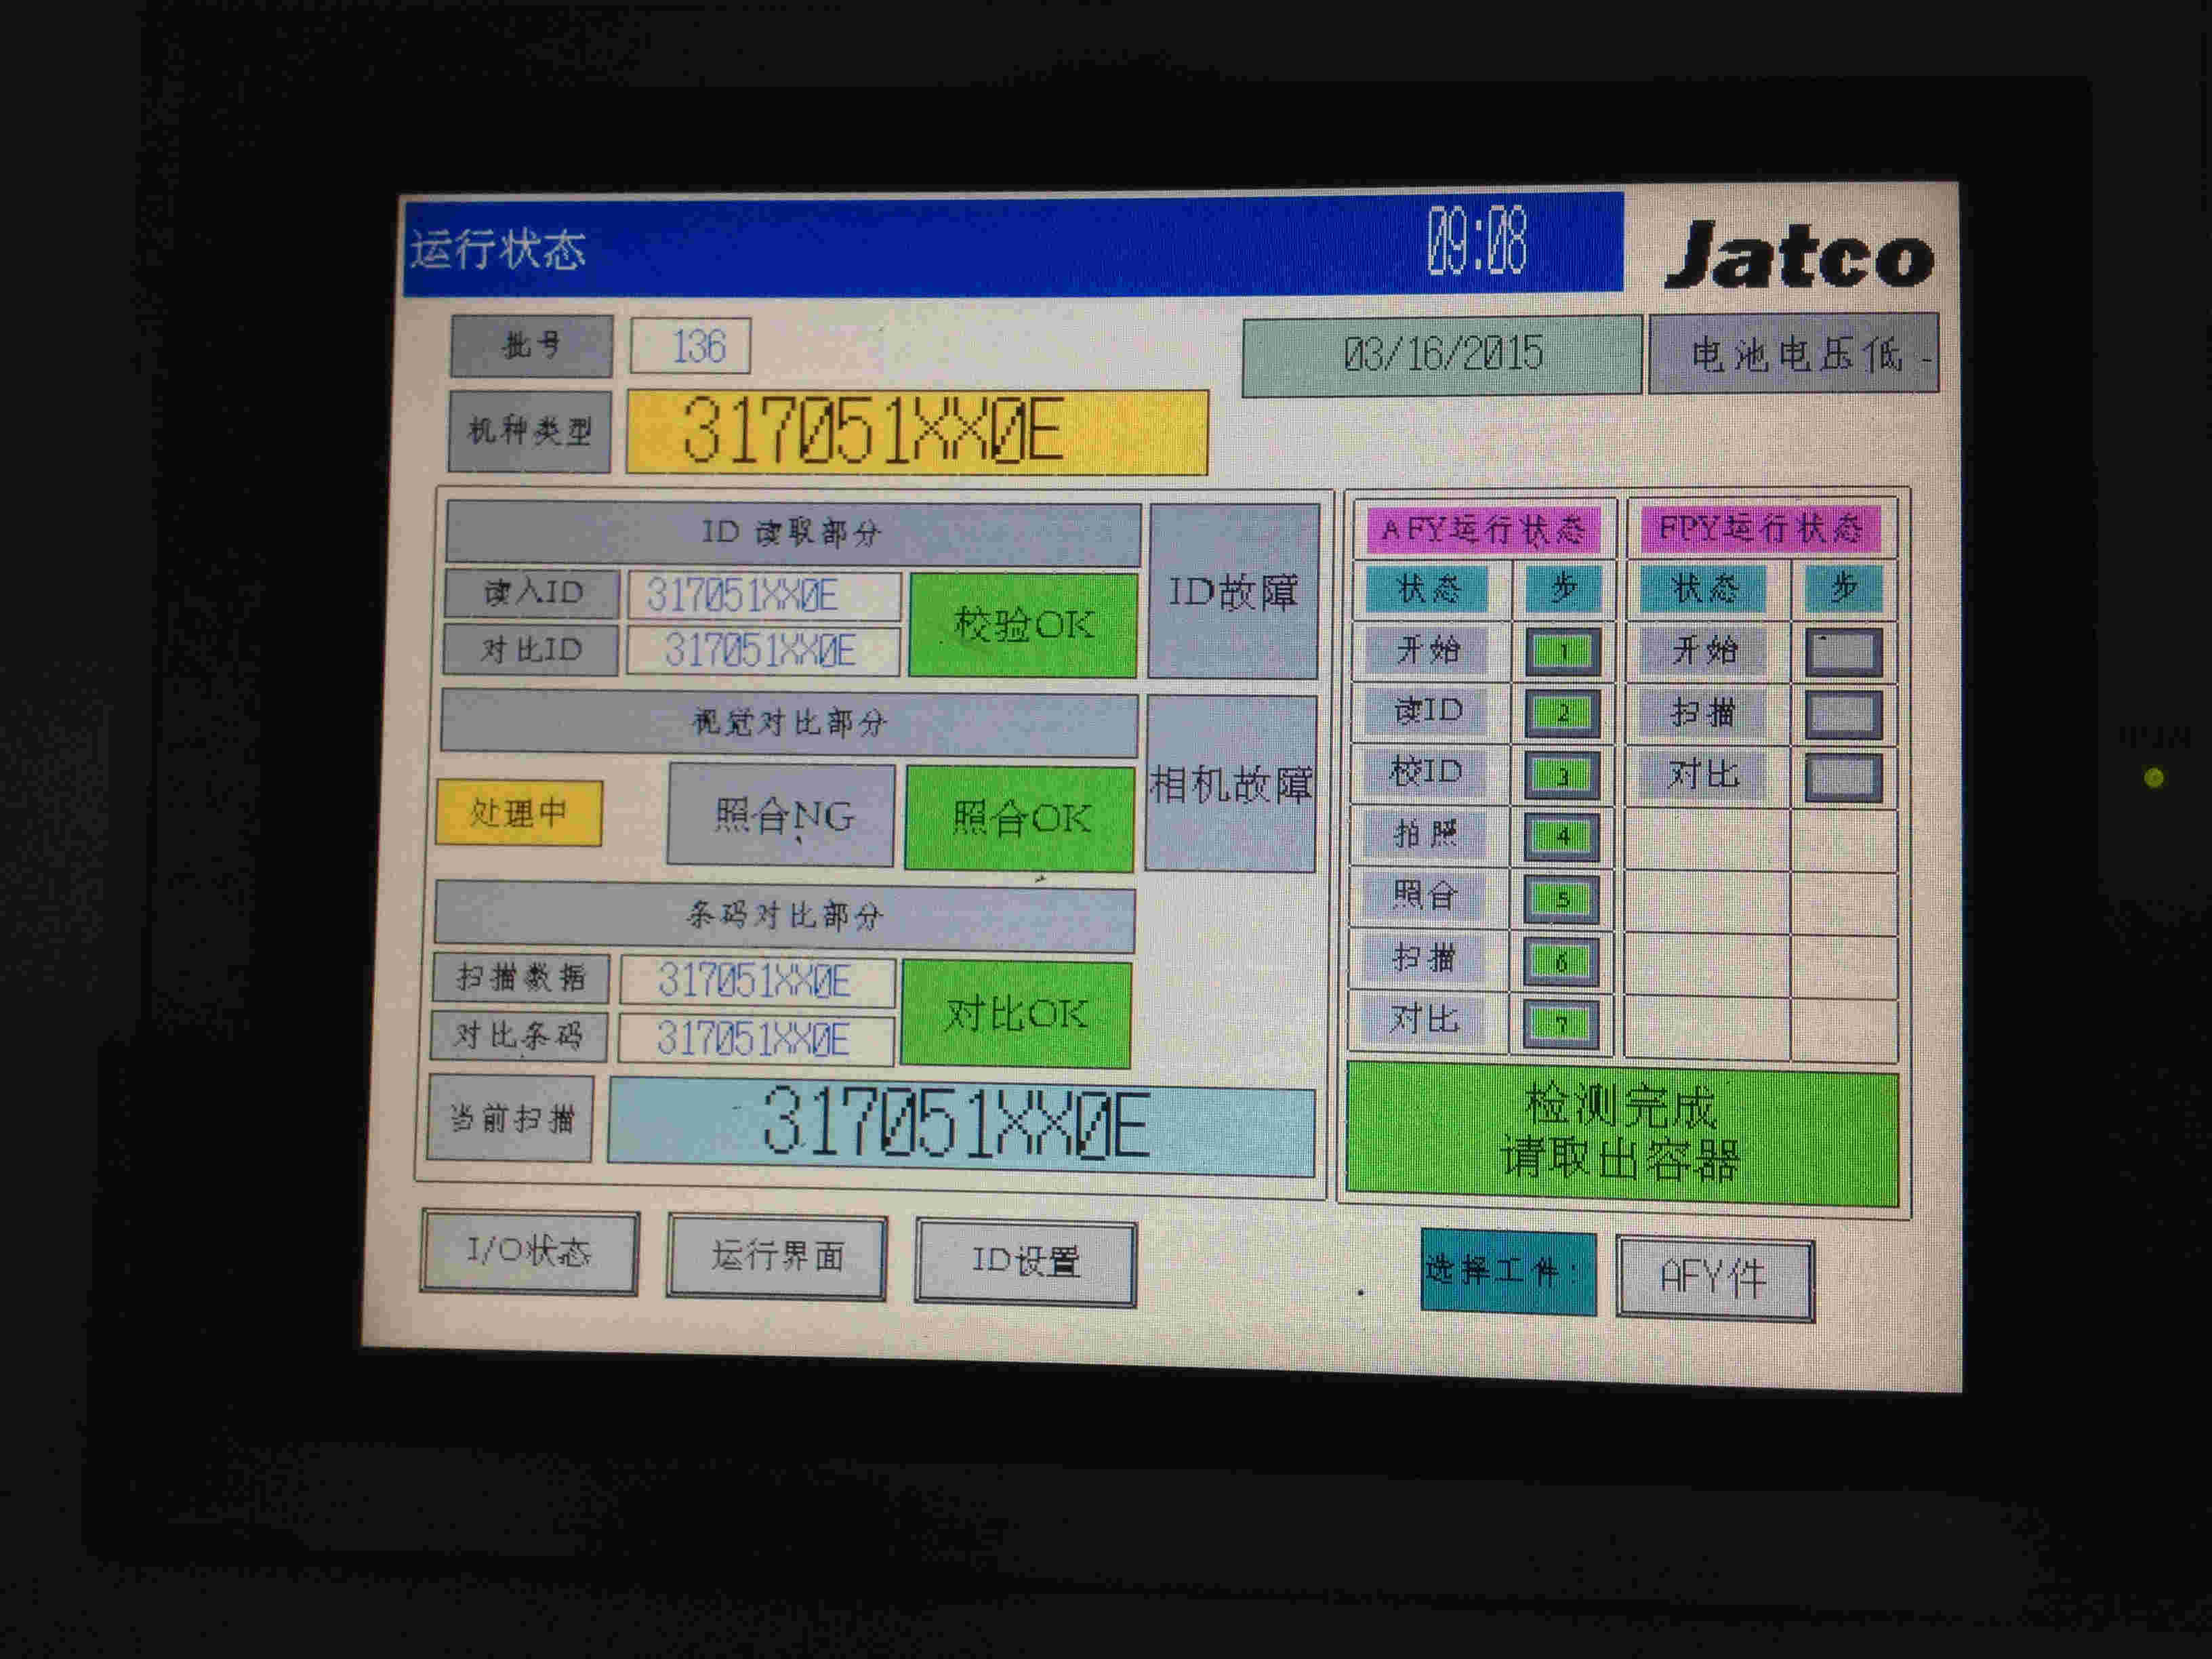 运行状态 09:08 Jatco
批号 136 03/16/2015 电池电压低
机种类型 317051XX0E
ID 读取部分 ID故障
读入ID 317051XX0E 校验OK
对比ID 317051XX0E
视觉对比部分 相机故障
处理中 照合NG 照合OK
条码对比部分
扫描数据 317051XX0E 对比OK
对比条码 317051XX0E
当前扫描 317051XX0E
AFY运行状态 FPY运行状态
状态 步 状态 步
开始 1 开始
读ID 2 扫描
校ID 3 对比
拍照 4
照合 5
扫描 6
对比 7
检测完成
请取出容器
I/O状态 运行界面 ID设置 选择工件: AFY件